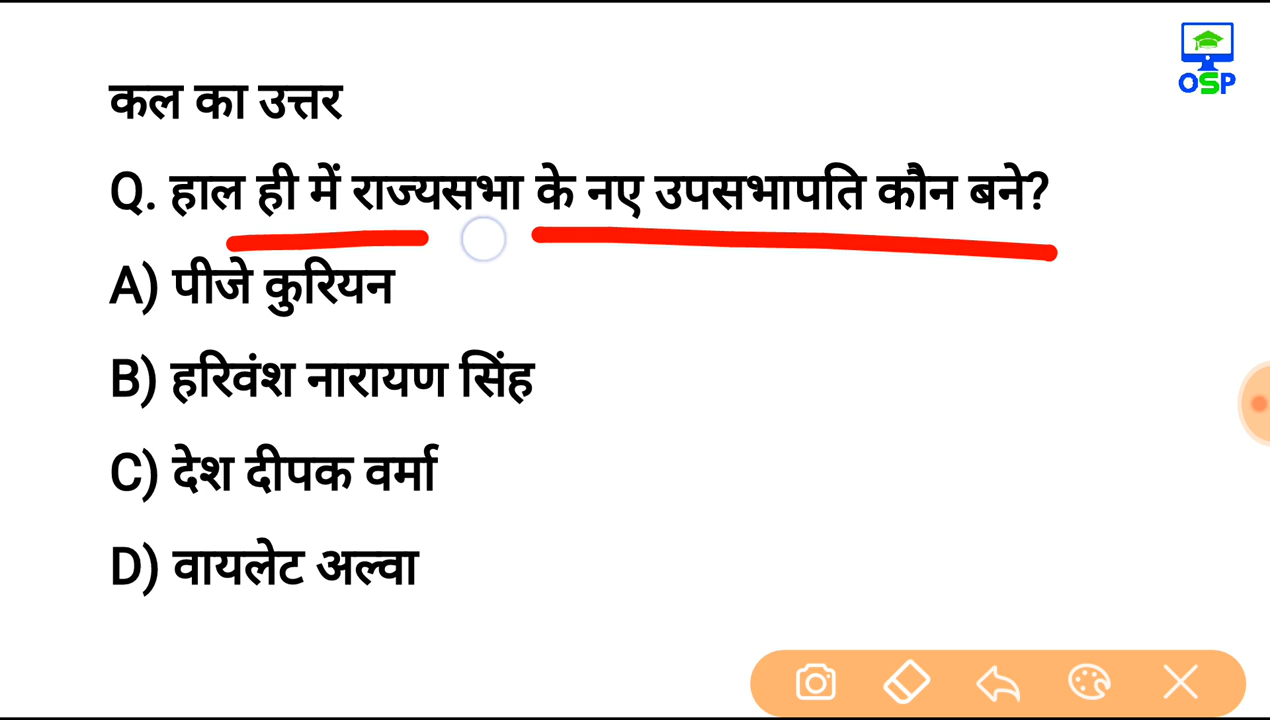 OSP
कल का उत्तर
Q. हाल ही में राज्यसभा के नए उपसभापति कौन बने?
A) पीजे कुरियन
B) हरिवंश नारायण सिंह
C) देश दीपक वर्मा
D) वायलेट अल्वा